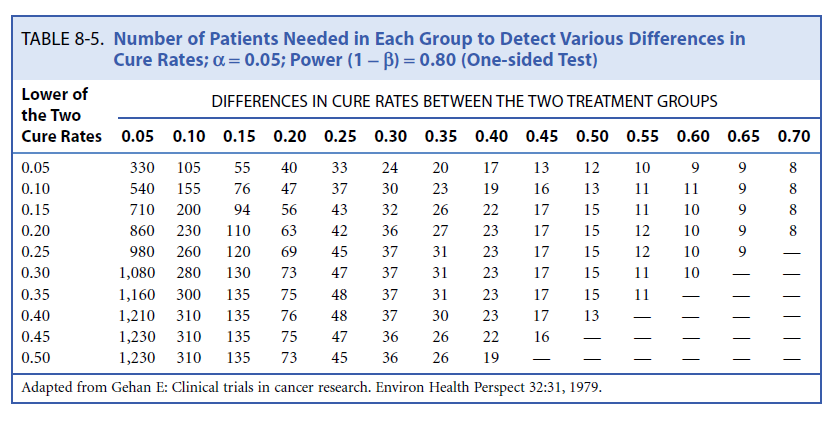 TABLE 8-5. Number of Patients Needed in Each Group to Detect Various Differences in
Cure Rates; α = 0.05; Power (1 – β) = 0.80 (One-sided Test)
Lower of
the Two
Cure Rates
DIFFERENCES IN CURE RATES BETWEEN THE TWO TREATMENT GROUPS
0.05 0.10 0.15 0.20 0.25 0.30 0.35 0.40 0.45 0.50 0.55 0.60 0.65 0.70
0.05 330 105 55 40 33 24 20 17 13 12 10 9 9 8
0.10 540 155 76 47 37 30 23 19 16 13 11 11 9 8
0.15 710 200 94 56 43 32 26 22 17 15 11 10 9 8
0.20 860 230 110 63 42 36 27 23 17 15 12 10 9 8
0.25 980 260 120 69 45 37 31 23 17 15 12 10 9 —
0.30 1,080 280 130 73 47 37 31 23 17 15 11 10 — —
0.35 1,160 300 135 75 48 37 31 23 17 15 11 — — —
0.40 1,210 310 135 76 48 37 30 23 17 13 — — — —
0.45 1,230 310 135 75 47 36 26 22 16 — — — — —
0.50 1,230 310 135 73 45 36 26 19 — — — — — —
Adapted from Gehan E: Clinical trials in cancer research. Environ Health Perspect 32:31, 1979.